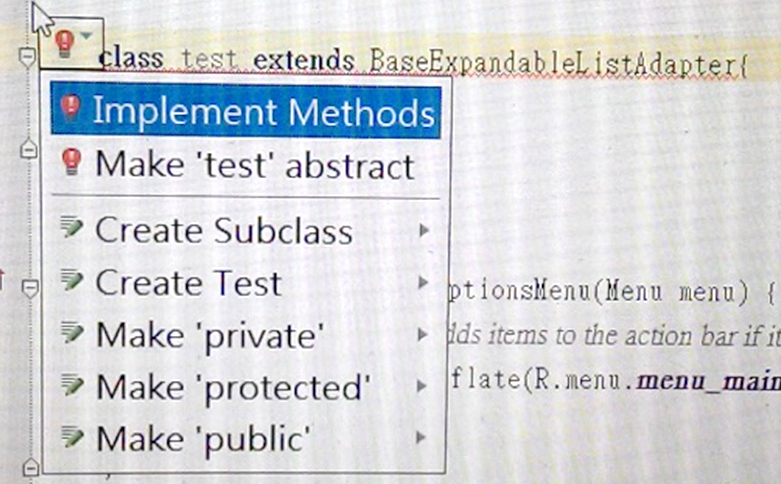 class test extends BaseExpandableListAdapter{
Implement Methods
Make 'test' abstract
Create Subclass
Create Test
ptionsMenu(Menu menu) {
Make 'private'
dds items to the action bar if it
Make 'protected'
flate(R.menu.menu_main
Make 'public'